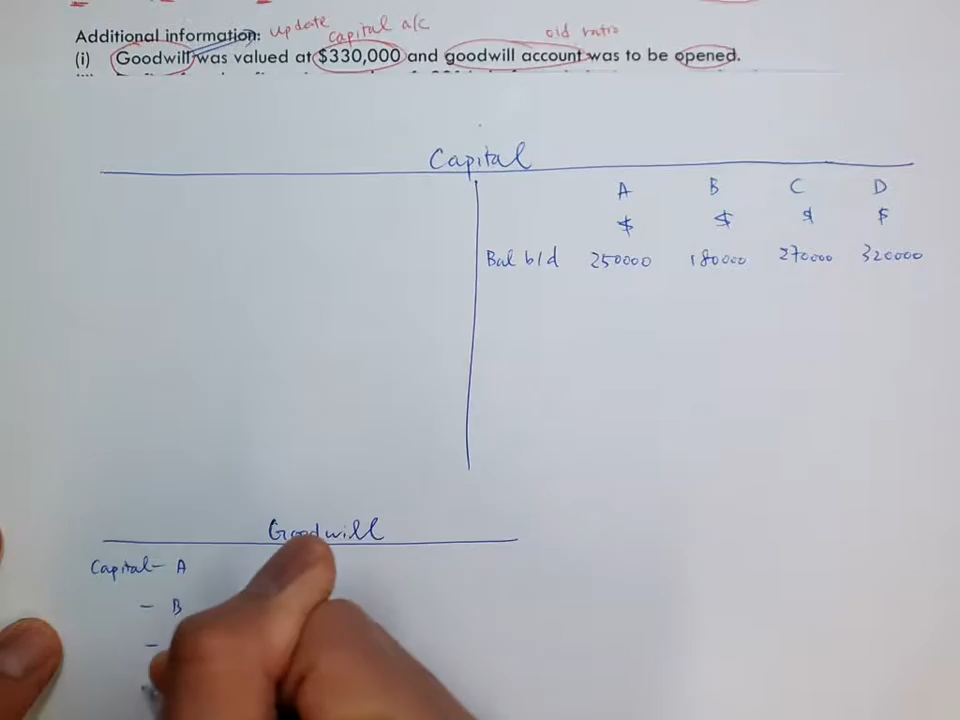 update capital a/c old ratio
Additional information:
(i) Goodwill was valued at $330,000 and goodwill account was to be opened.
Capital
A B C D
$ $ $ $
Bal b/d 250000 180000 270000 320000
Goodwill
Capital - A
- B
-